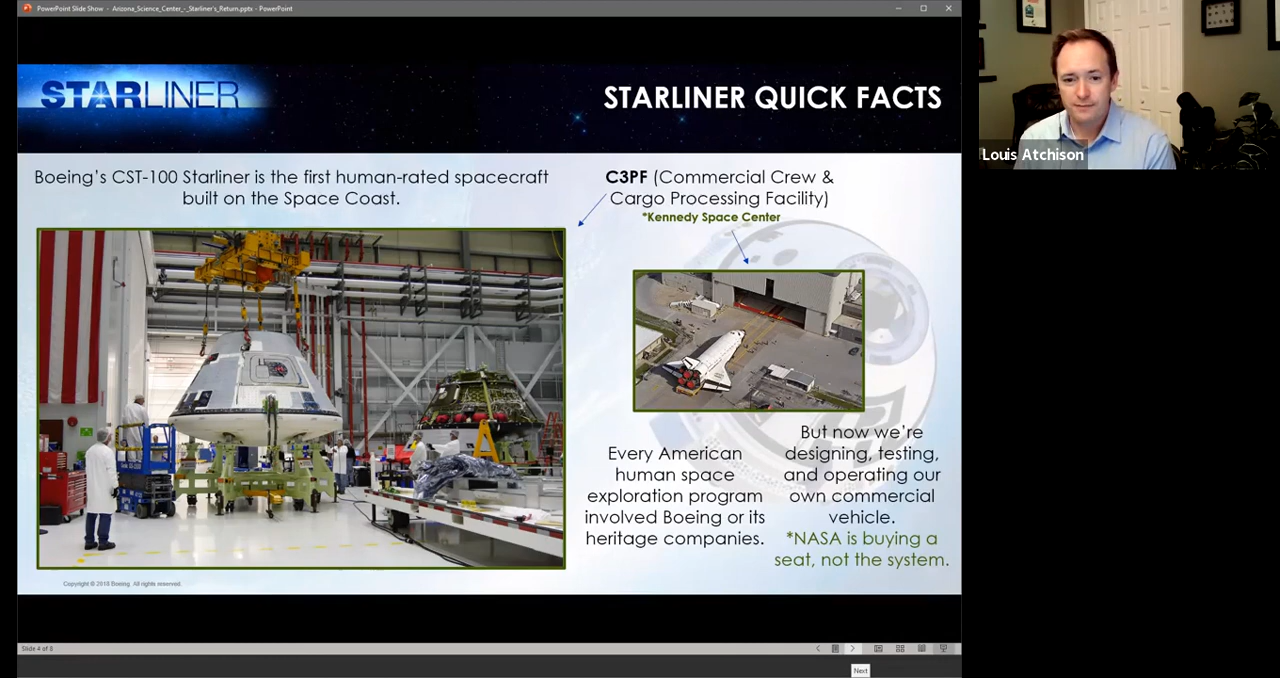 PowerPoint Slide Show - Arizona_Science_Center_-_Starliner's_Return.pptx - PowerPoint
STARLINER
STARLINER QUICK FACTS
Louis Atchison
Boeing's CST-100 Starliner is the first human-rated spacecraft
built on the Space Coast.
C3PF (Commercial Crew &
Cargo Processing Facility)
*Kennedy Space Center
Every American
human space
exploration program
involved Boeing or its
heritage companies.
But now we're
designing, testing,
and operating our
own commercial
vehicle.
*NASA is buying a
seat, not the system.
Copyright © 2018 Boeing. All rights reserved.
Slide 4 of 8
Next